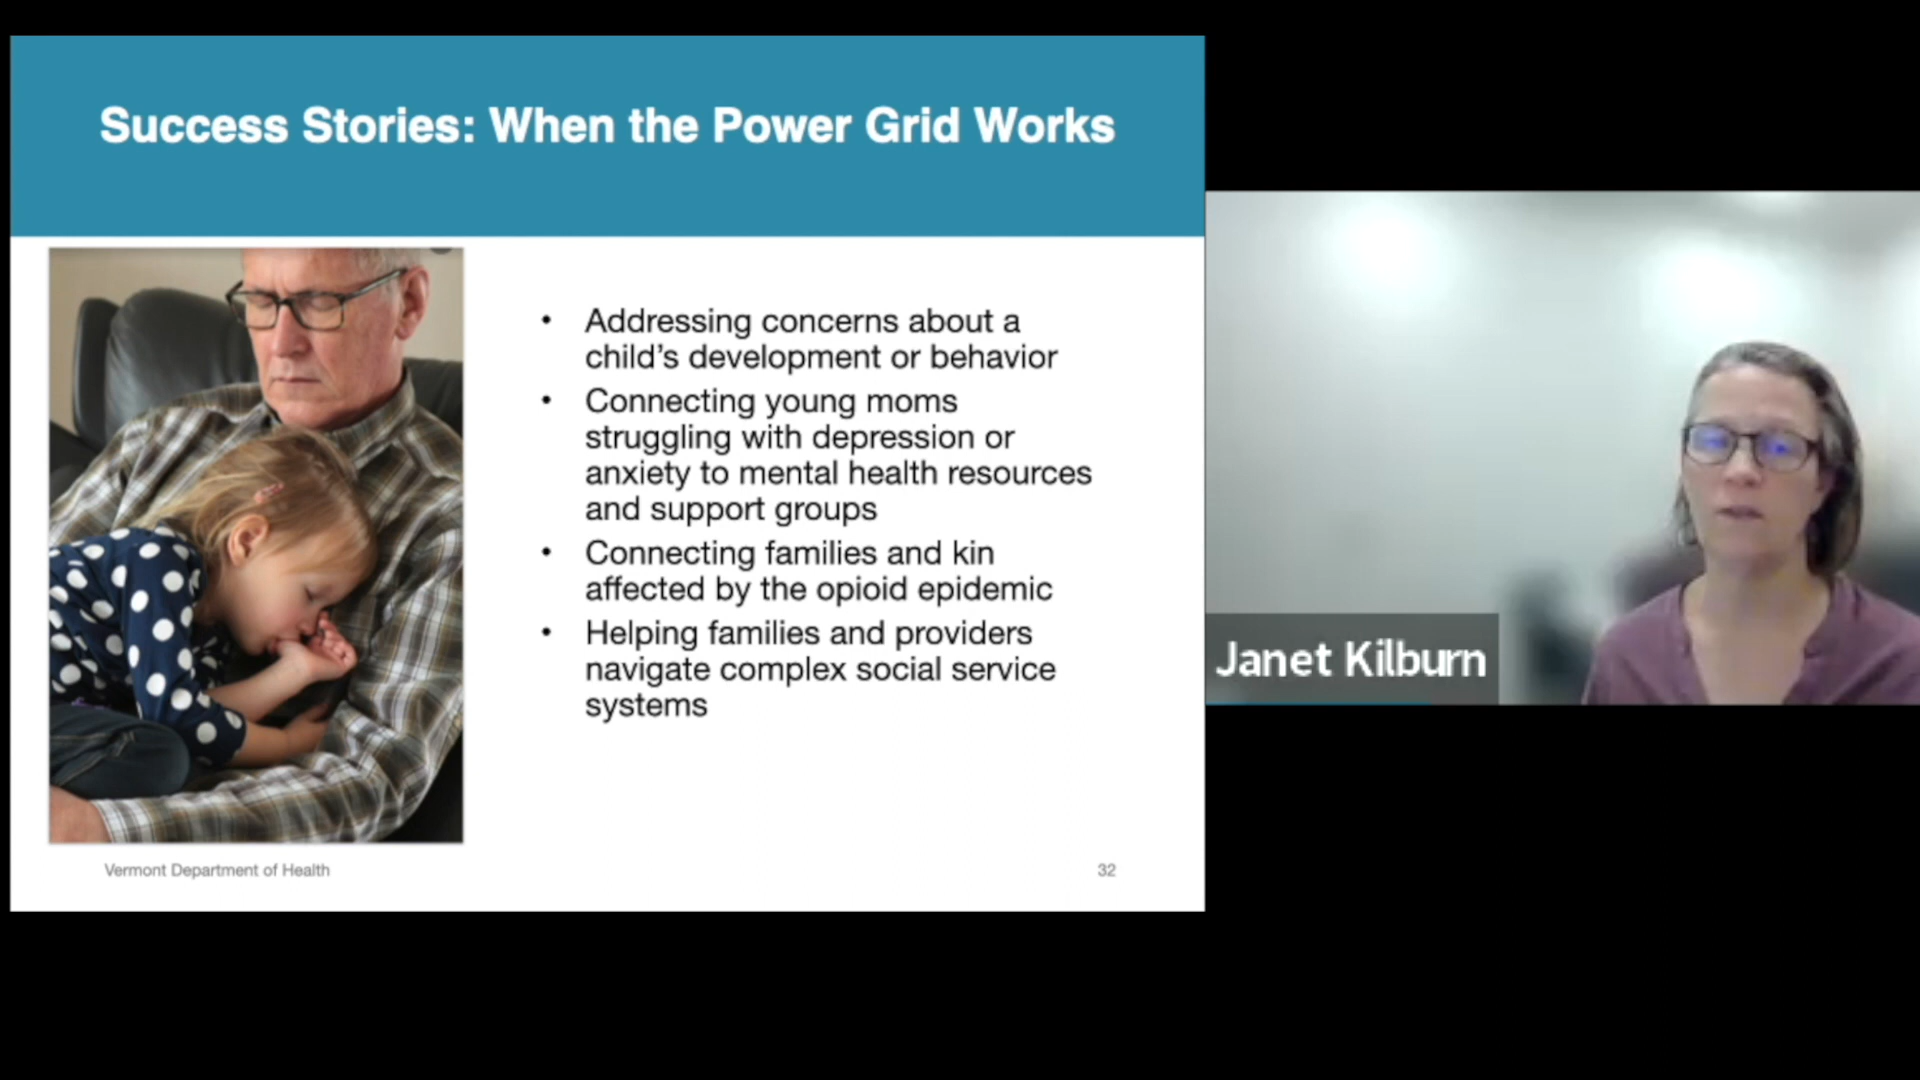 Success Stories: When the Power Grid Works
• Addressing concerns about a
child’s development or behavior
• Connecting young moms
struggling with depression or
anxiety to mental health resources
and support groups
• Connecting families and kin
affected by the opioid epidemic
• Helping families and providers
navigate complex social service
systems
Vermont Department of Health
32
Janet Kilburn